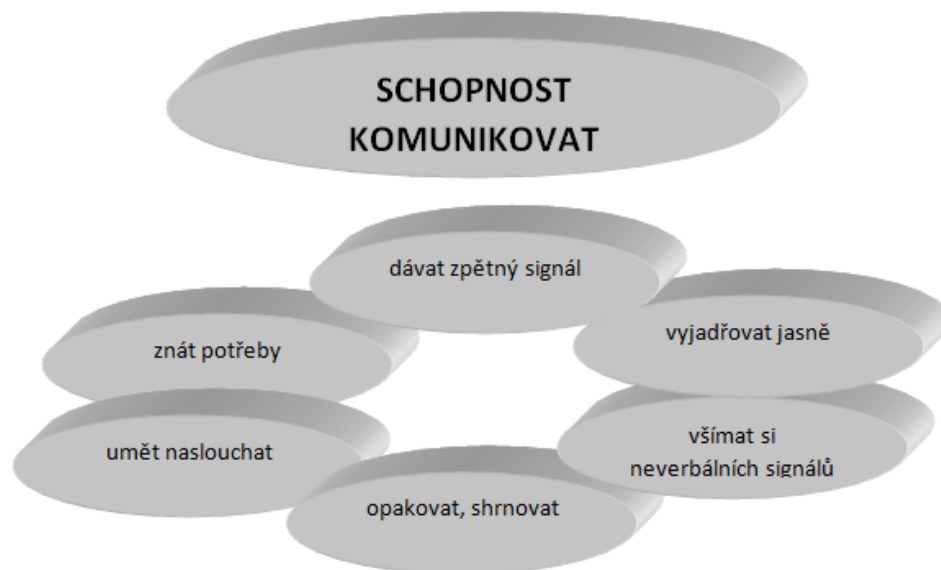 SCHOPNOST
KOMUNIKOVAT
dávat zpětný signál
vyjadřovat jasně
znát potřeby
všímat si
neverbálních signálů
umět naslouchat
opakovat, shrnovat